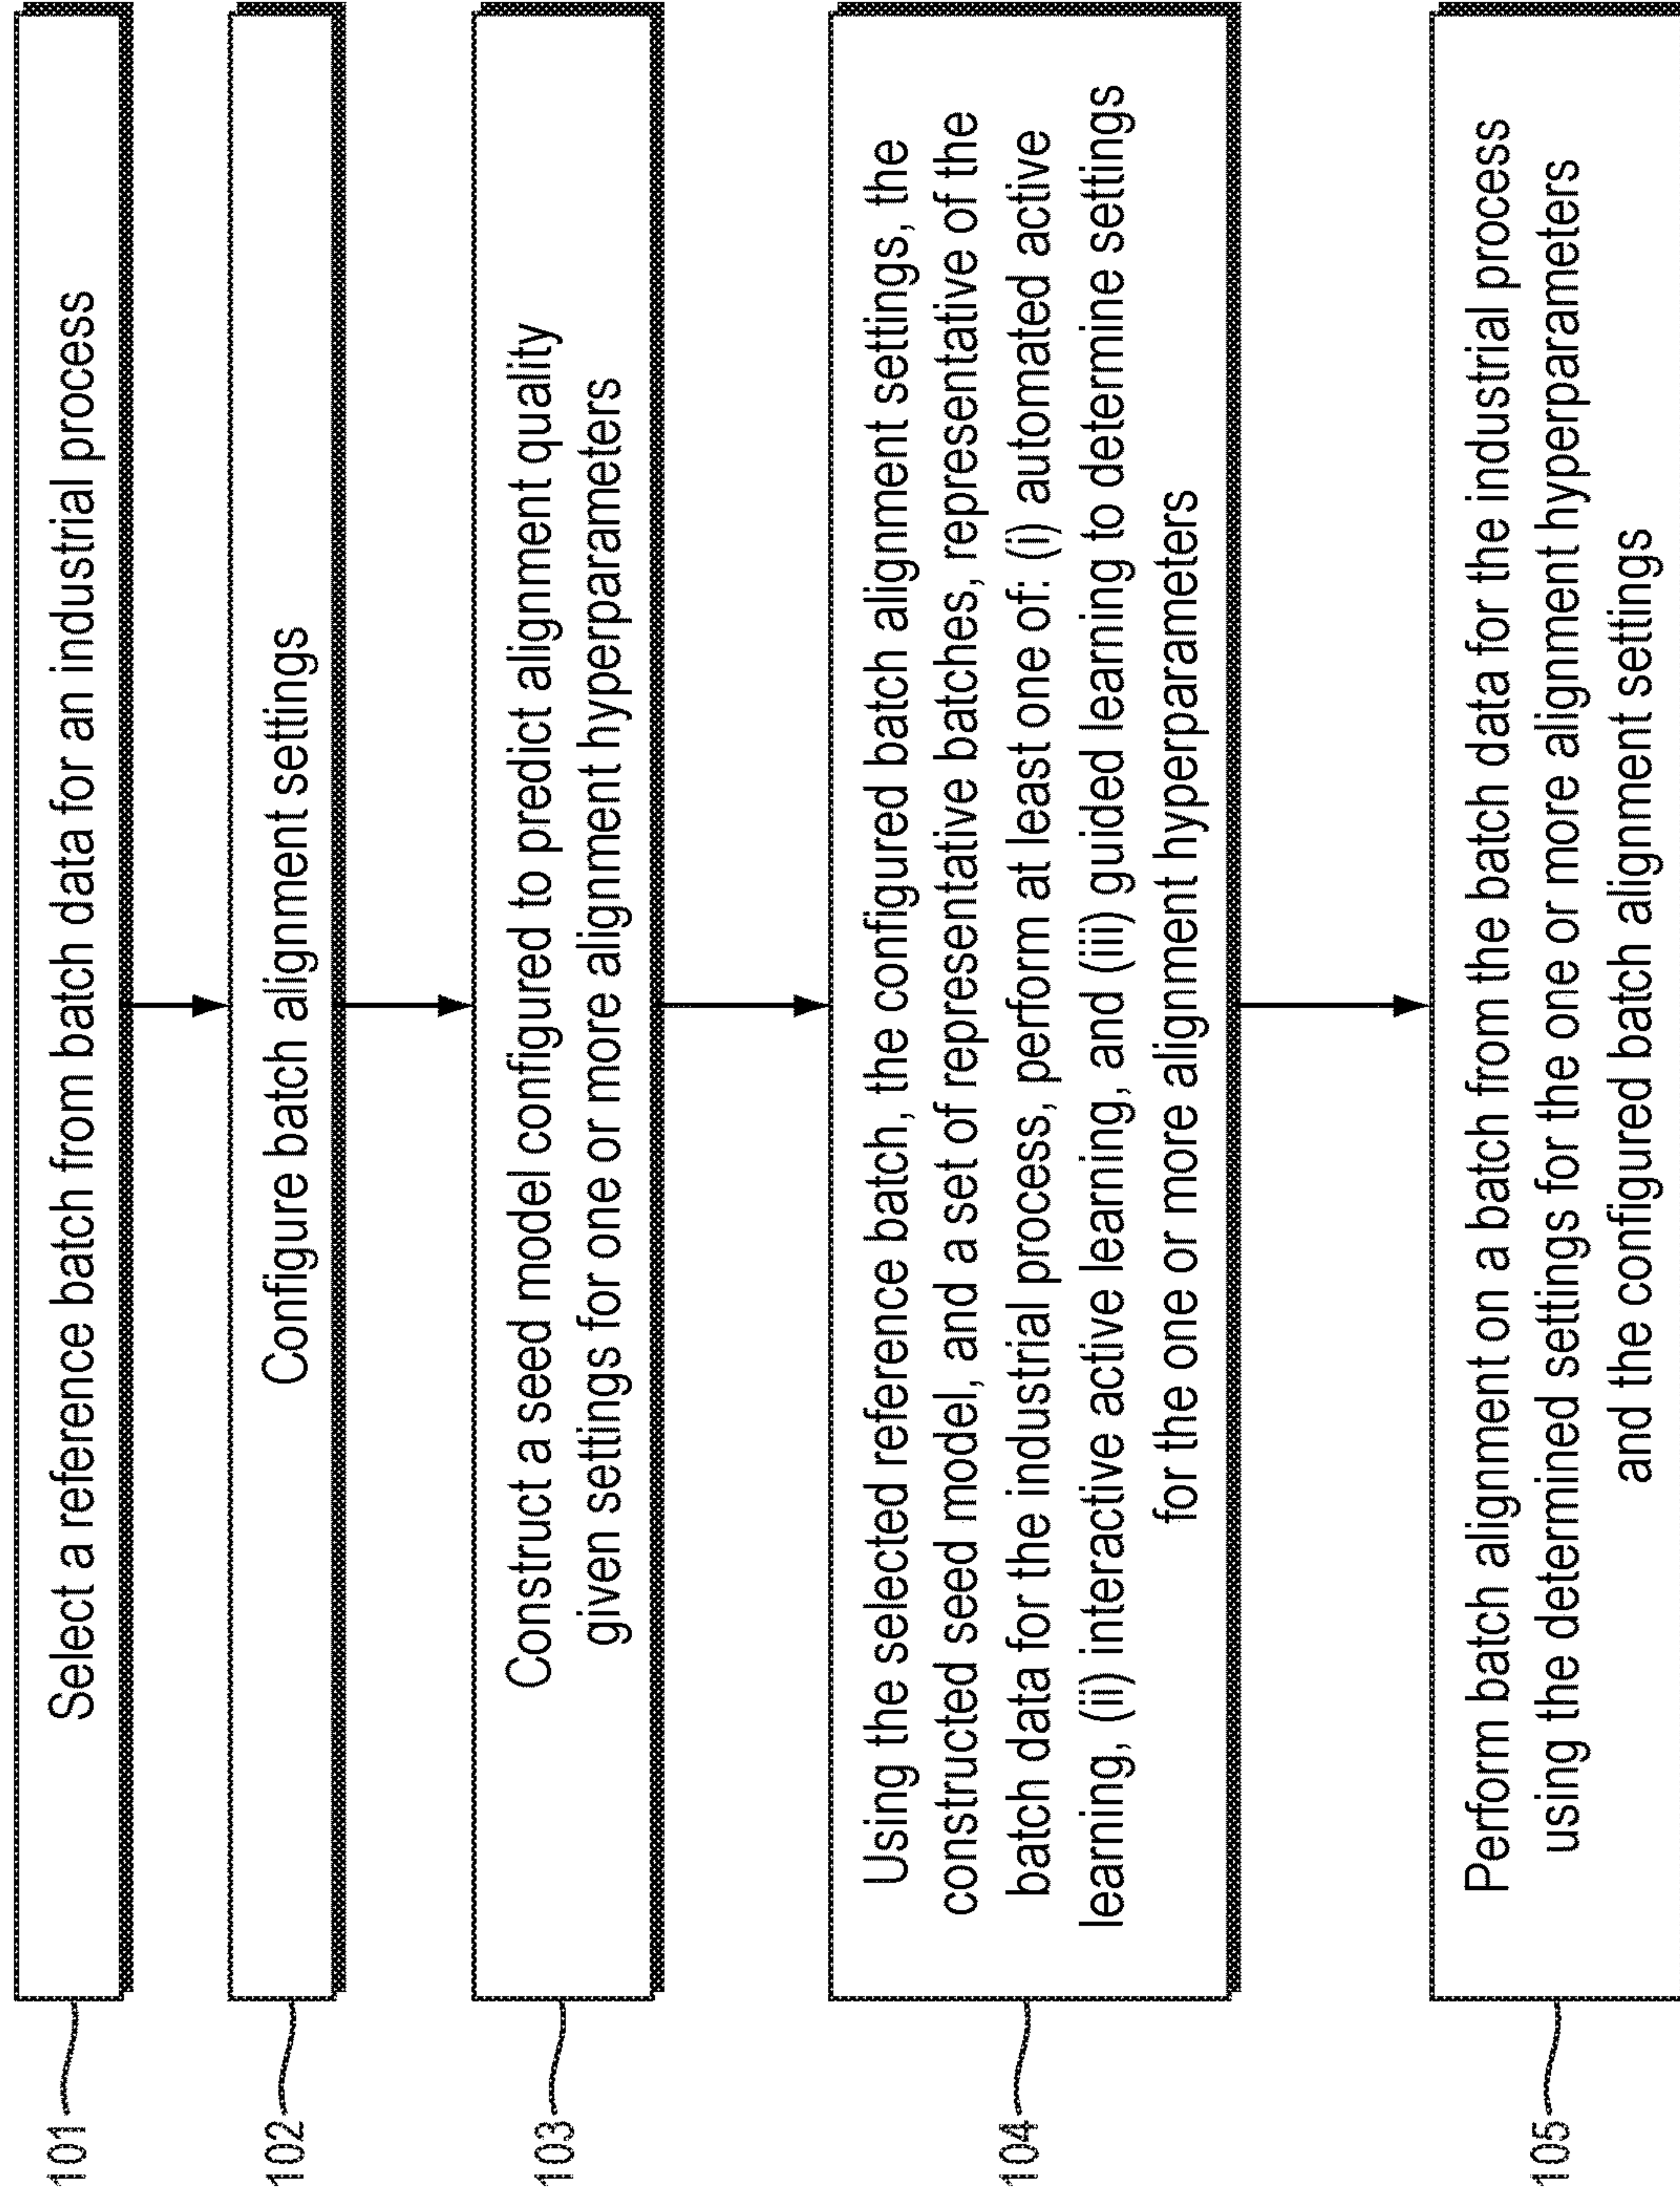 101
Select a reference batch from batch data for an industrial process
102
Configure batch alignment settings
103
Construct a seed model configured to predict alignment quality
given settings for one or more alignment hyperparameters
104
Using the selected reference batch, the configured batch alignment settings, the
constructed seed model, and a set of representative batches, representative of the
batch data for the industrial process, perform at least one of: (i) automated active
learning, (ii) interactive active learning, and (iii) guided learning to determine settings
for the one or more alignment hyperparameters
105
Perform batch alignment on a batch from the batch data for the industrial process
using the determined settings for the one or more alignment hyperparameters
and the configured batch alignment settings